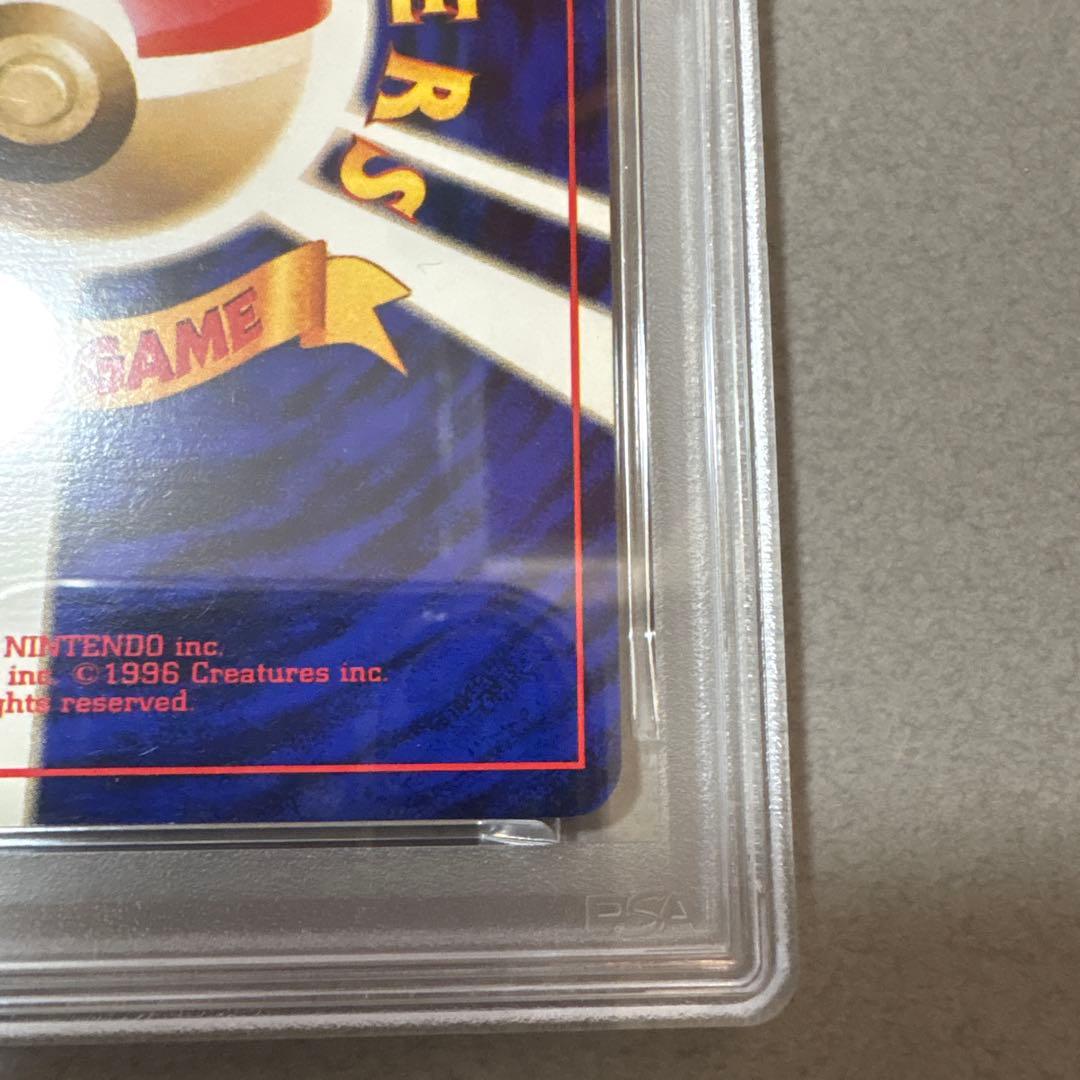 ERS
GAME
NINTENDO inc.
inc. ©1996 Creatures inc.
ghts reserved.
PSA